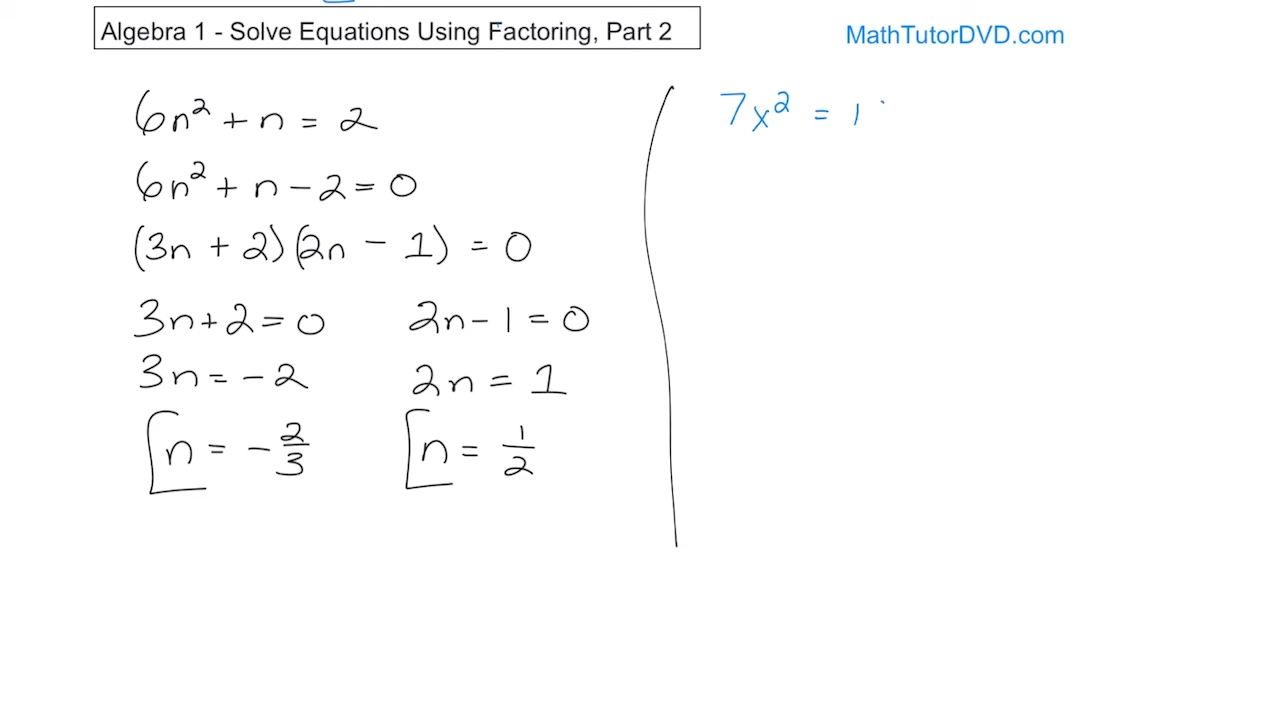 Algebra 1 - Solve Equations Using Factoring, Part 2
MathTutorDVD.com
6n² + n = 2
6n² + n - 2 = 0
(3n + 2)(2n - 1) = 0
3n + 2 = 0 2n - 1 = 0
3n = -2 2n = 1
n = -2/3 n = 1/2
7x² = 1